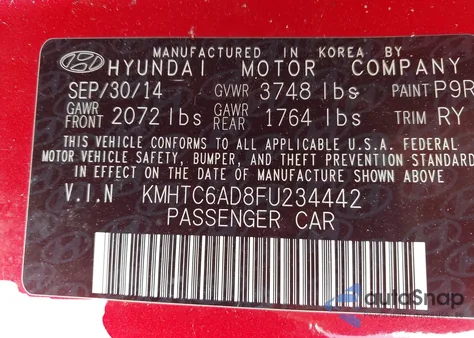 MANUFACTURED IN KOREA BY
HYUNDAI MOTOR COMPANY
SEP/30/14 GVWR 3748 lbs PAINT P9R
GAWR FRONT 2072 lbs GAWR REAR 1764 lbs TRIM RY
THIS VEHICLE CONFORMS TO ALL APPLICABLE U.S.A. FEDERAL
MOTOR VEHICLE SAFETY, BUMPER, AND THEFT PREVENTION STANDARD
IN EFFECT ON THE DATE OF MANUFACTURE SHOWN ABOVE.
V.I.N KMHTC6AD8FU234442
PASSENGER CAR
autoSnap